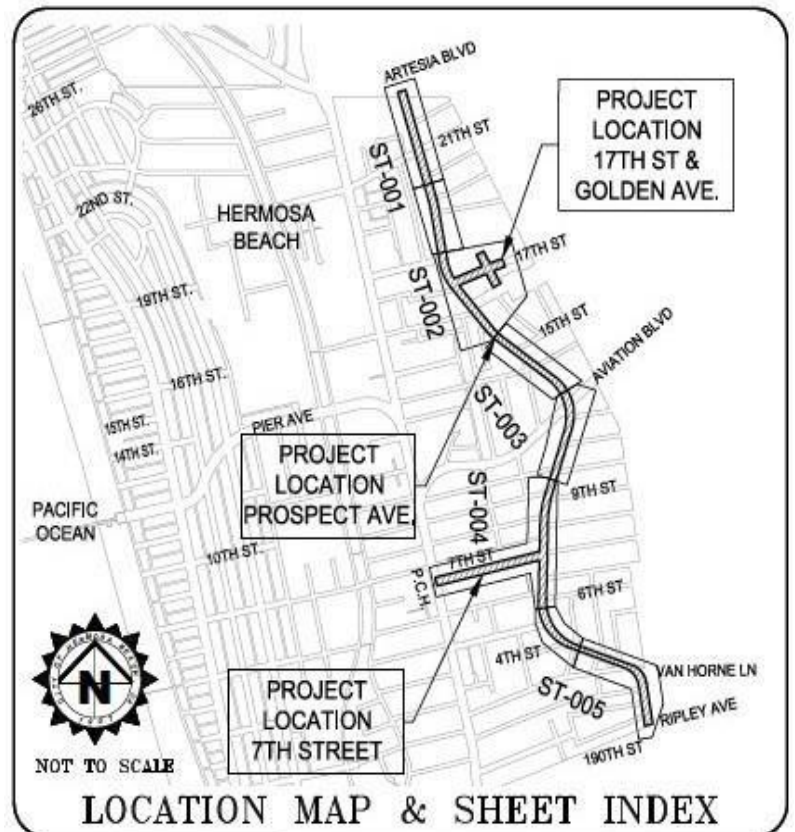 ARTESIA BLVD
26TH ST.
21TH ST
PROJECT
LOCATION
17TH ST &
GOLDEN AVE.
ST-001
22ND ST.
HERMOSA
BEACH
17TH ST
ST-002
19TH ST.
15TH ST
AVIATION BLVD
16TH ST.
ST-003
PIER AVE
15TH ST.
14TH ST.
PROJECT
LOCATION
PROSPECT AVE.
ST-004
9TH ST
PACIFIC
OCEAN
10TH ST.
7TH ST
P.C.H.
6TH ST
4TH ST
VAN HORNE LN
ST-005
RIPLEY AVE
190TH ST
PROJECT
LOCATION
7TH STREET
CITY OF HERMOSA BEACH
N
NOT TO SCALE
LOCATION MAP & SHEET INDEX